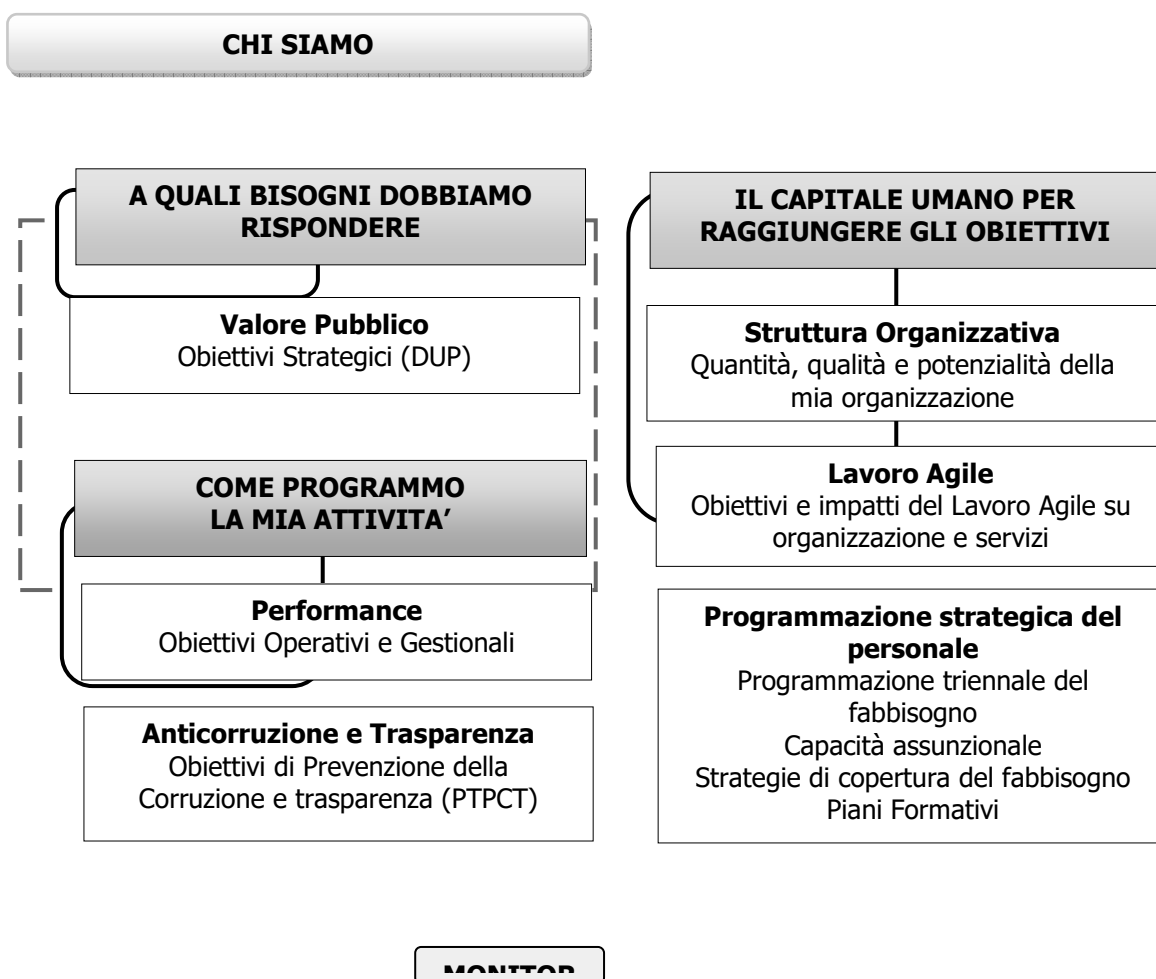 CHI SIAMO
A QUALI BISOGNI DOBBIAMO
RISPONDERE
Valore Pubblico
Obiettivi Strategici (DUP)
COME PROGRAMMO
LA MIA ATTIVITA’
Performance
Obiettivi Operativi e Gestionali
Anticorruzione e Trasparenza
Obiettivi di Prevenzione della
Corruzione e trasparenza (PTPCT)
IL CAPITALE UMANO PER
RAGGIUNGERE GLI OBIETTIVI
Struttura Organizzativa
Quantità, qualità e potenzialità della
mia organizzazione
Lavoro Agile
Obiettivi e impatti del Lavoro Agile su
organizzazione e servizi
Programmazione strategica del
personale
Programmazione triennale del
fabbisogno
Capacità assunzionale
Strategie di copertura del fabbisogno
Piani Formativi
MONITOR